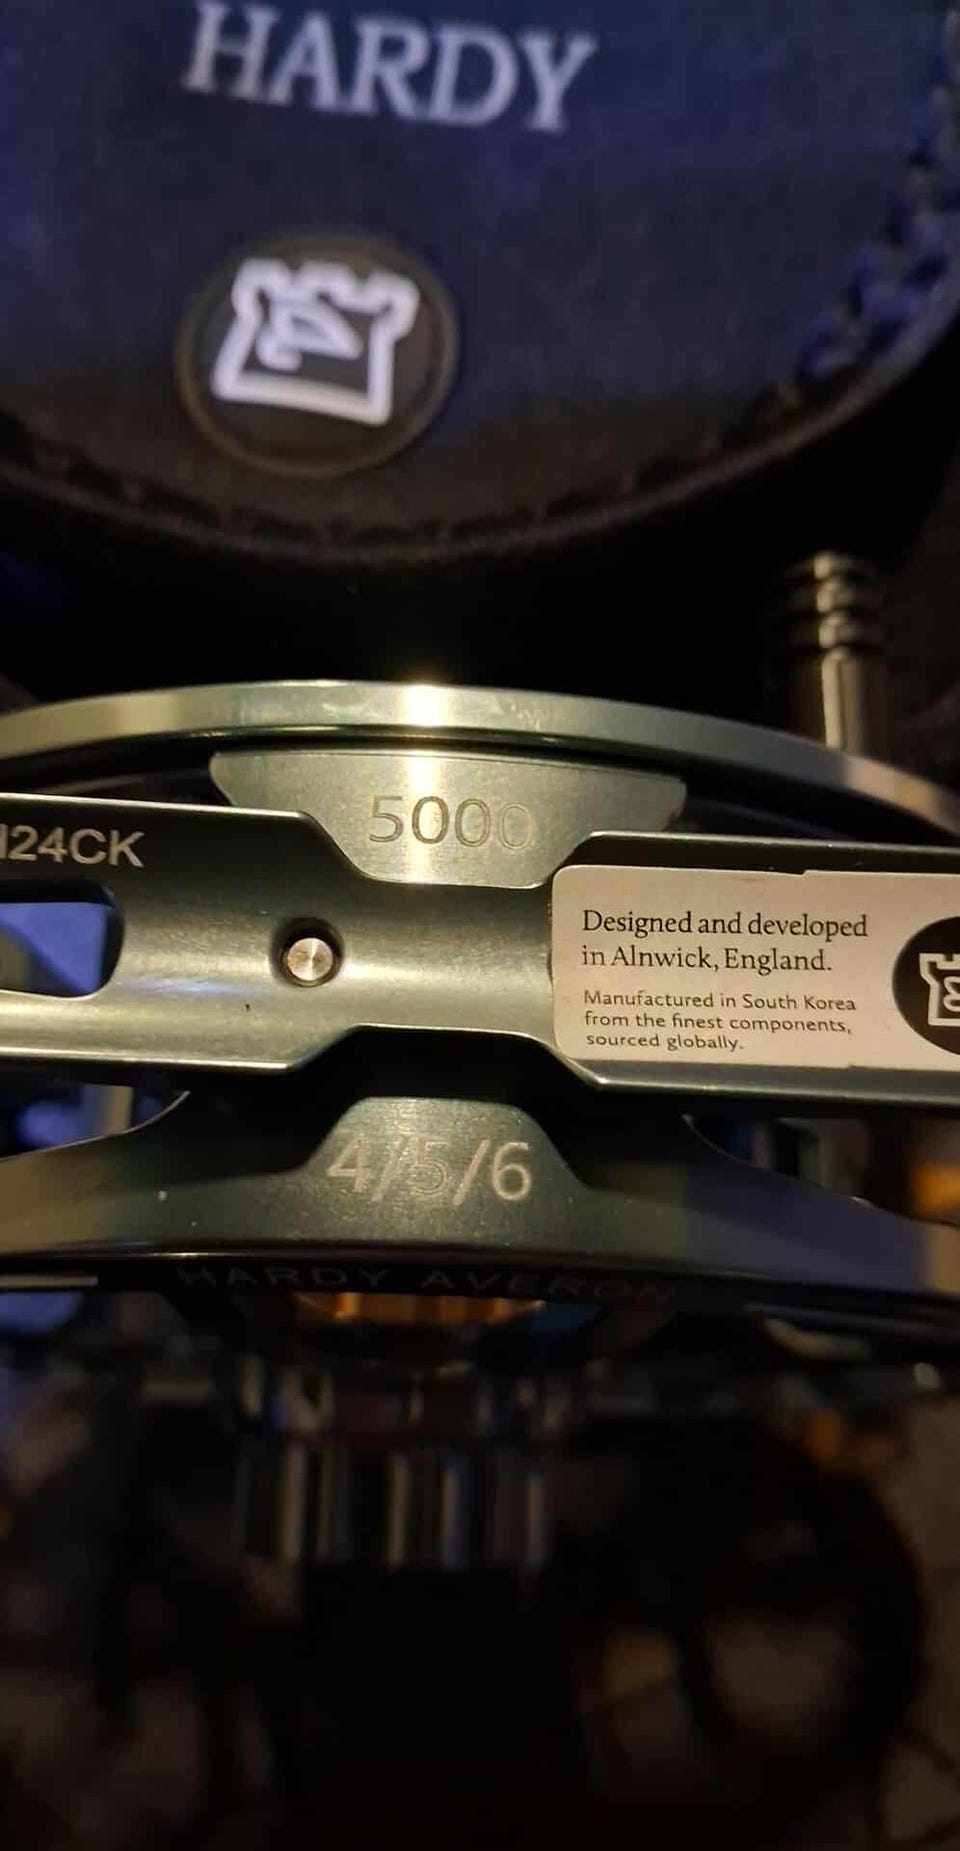 HARDY
5000
24CK
Designed and developed
in Alnwick, England.
Manufactured in South Korea
from the finest components,
sourced globally.
4/5/6
HARDY AVERON